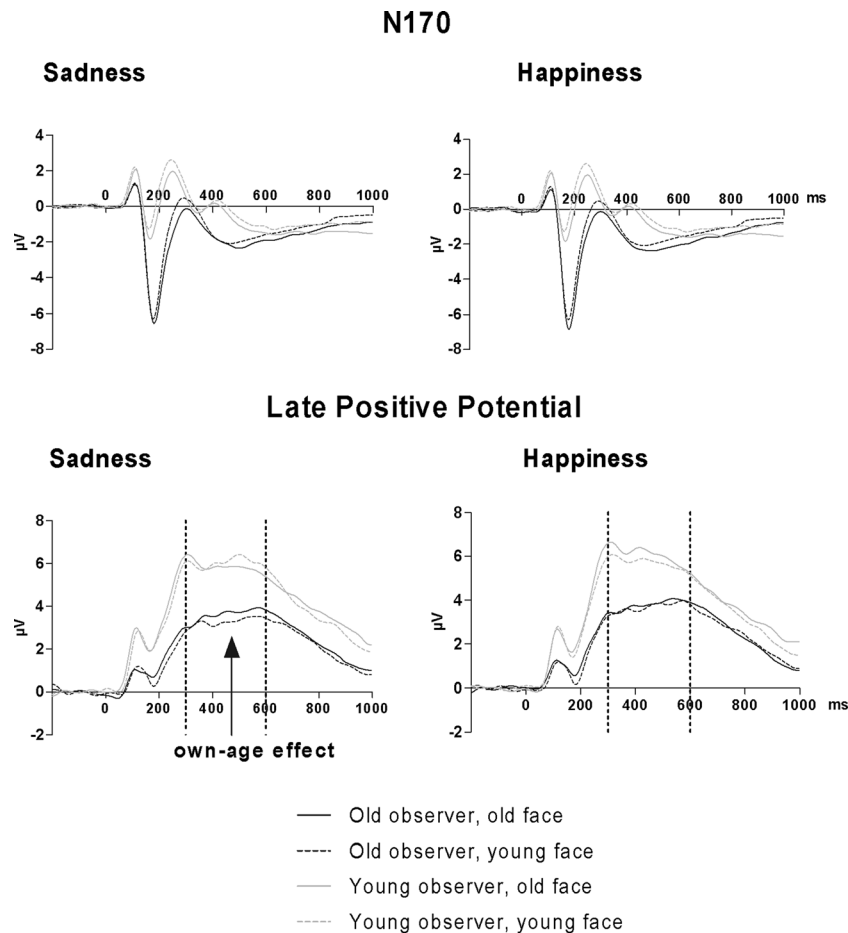 N170
Sadness Happiness
4 4
2 2
0 0 200 400 600 800 1000 0 0 200 400 600 800 1000 ms
-2 -2
-4 -4
-6 -6
-8 -8
µV µV
Late Positive Potential
Sadness Happiness
8 8
6 6
4 4
2 2
0 0
-2 -2
µV µV
0 200 400 600 800 1000 0 200 400 600 800 1000 ms
own-age effect
Old observer, old face
Old observer, young face
Young observer, old face
Young observer, young face